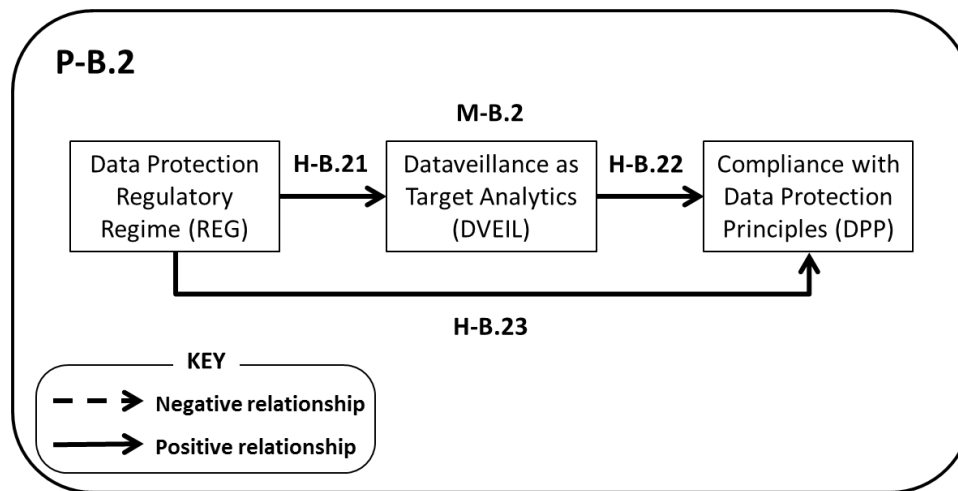 P-B.2
M-B.2
Data Protection
Regulatory
Regime (REG)
H-B.21
Dataveillance as
Target Analytics
(DVEIL)
H-B.22
Compliance with
Data Protection
Principles (DPP)
H-B.23
KEY
Negative relationship
Positive relationship